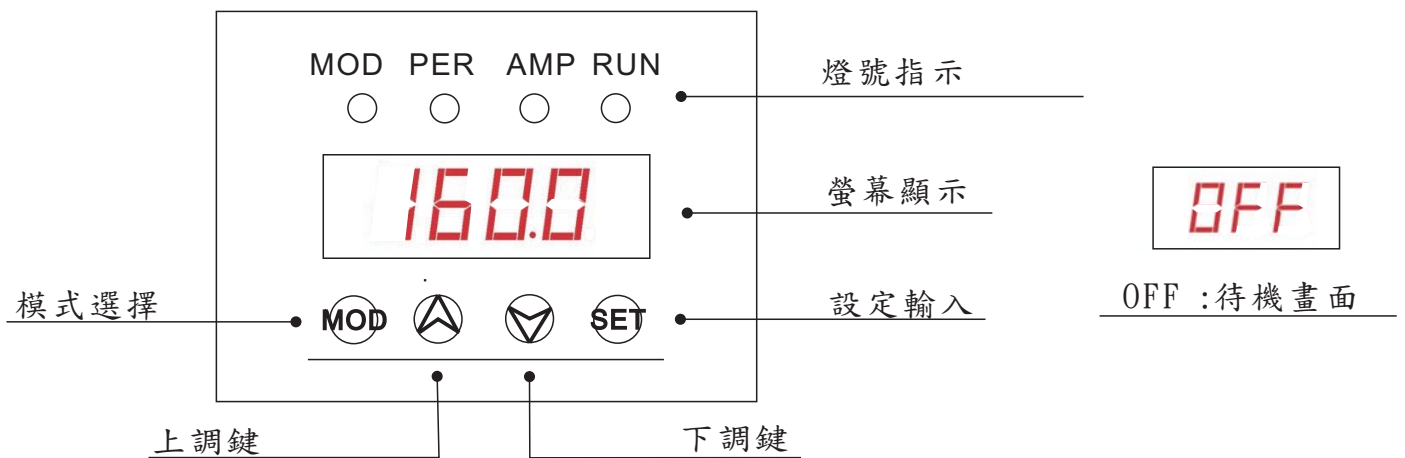 MOD PER AMP RUN
燈號指示
160.0
螢幕顯示
OFF
模式選擇
MOD
SET
設定輸入
OFF :待機畫面
上調鍵
下調鍵